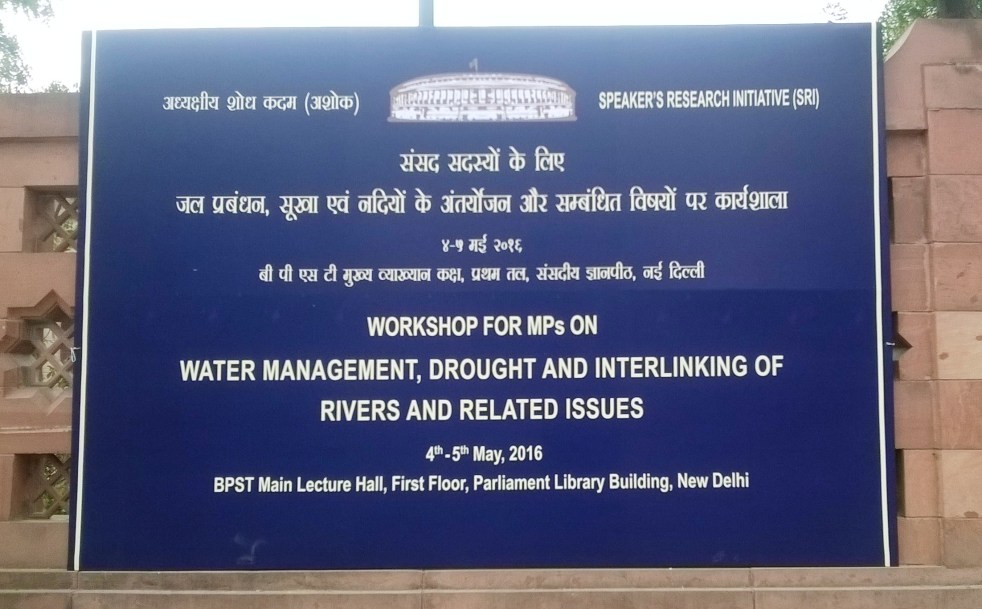 अध्यक्षीय शोध कदम (अशोक)
SPEAKER'S RESEARCH INITIATIVE (SRI)
संसद सदस्यों के लिए
जल प्रबंधन, सूखा एवं नदियों के अंतर्योजन और सम्बंधित विषयों पर कार्यशाला
४-५ मई २०१६
बी पी एस टी मुख्य व्याख्यान कक्ष, प्रथम तल, संसदीय ज्ञानपीठ, नई दिल्ली
WORKSHOP FOR MPs ON
WATER MANAGEMENT, DROUGHT AND INTERLINKING OF
RIVERS AND RELATED ISSUES
4th-5th May, 2016
BPST Main Lecture Hall, First Floor, Parliament Library Building, New Delhi